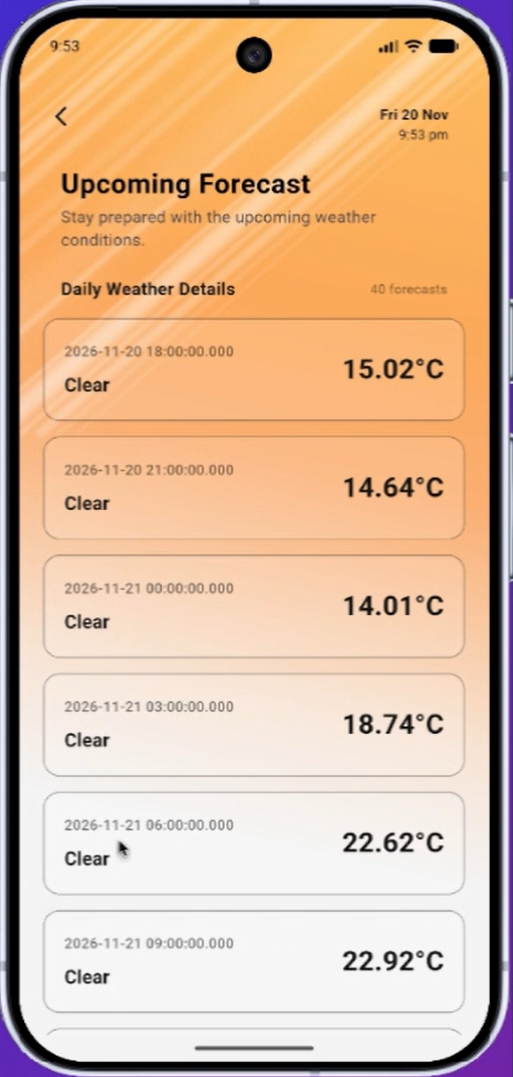 9:53
Fri 20 Nov
9:53 pm
Upcoming Forecast
Stay prepared with the upcoming weather
conditions.
Daily Weather Details
40 forecasts
2026-11-20 18:00:00.000
Clear
15.02°C
2026-11-20 21:00:00.000
Clear
14.64°C
2026-11-21 00:00:00.000
Clear
14.01°C
2026-11-21 03:00:00.000
Clear
18.74°C
2026-11-21 06:00:00.000
Clear
22.62°C
2026-11-21 09:00:00.000
Clear
22.92°C